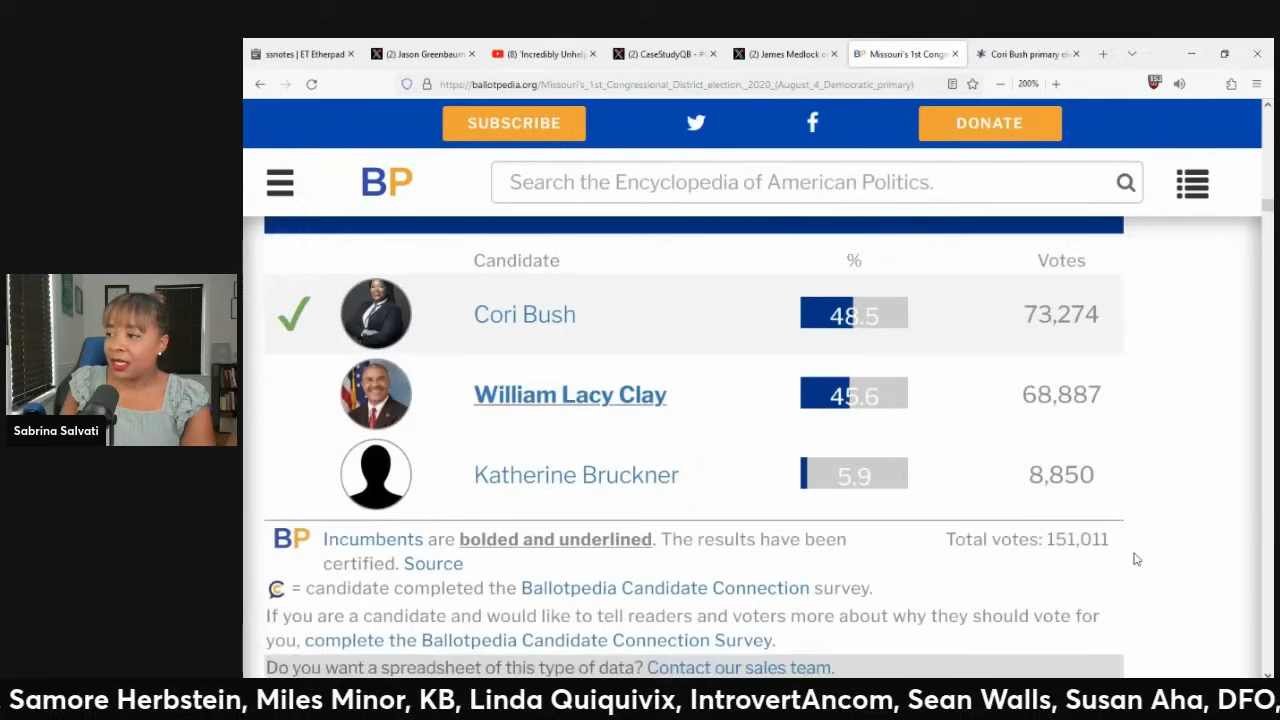 ssnotes | ET Etherpad
(2) Jason Greenbaum
(8) 'Incredibly Unhel
(2) CaseStudyQB - #
(2) James Medlock o
BP Missouri's 1st Congr
Cori Bush primary el
https://ballotpedia.org/Missouri's_1st_Congressional_District_election,_2020_(August_4_Democratic_primary)
200%
SUBSCRIBE
DONATE
BP
Search the Encyclopedia of American Politics.
Candidate % Votes
Cori Bush 48.5 73,274
William Lacy Clay 45.6 68,887
Katherine Bruckner 5.9 8,850
BP Incumbents are bolded and underlined. The results have been
certified. Source
Total votes: 151,011
C = candidate completed the Ballotpedia Candidate Connection survey.
If you are a candidate and would like to tell readers and voters more about why they should vote for
you, complete the Ballotpedia Candidate Connection Survey.
Do you want a spreadsheet of this type of data? Contact our sales team.
Sabrina Salvati
Samore Herbstein, Miles Minor, KB, Linda Quiquivix, IntrovertAncom, Sean Walls, Susan Aha, DFO,